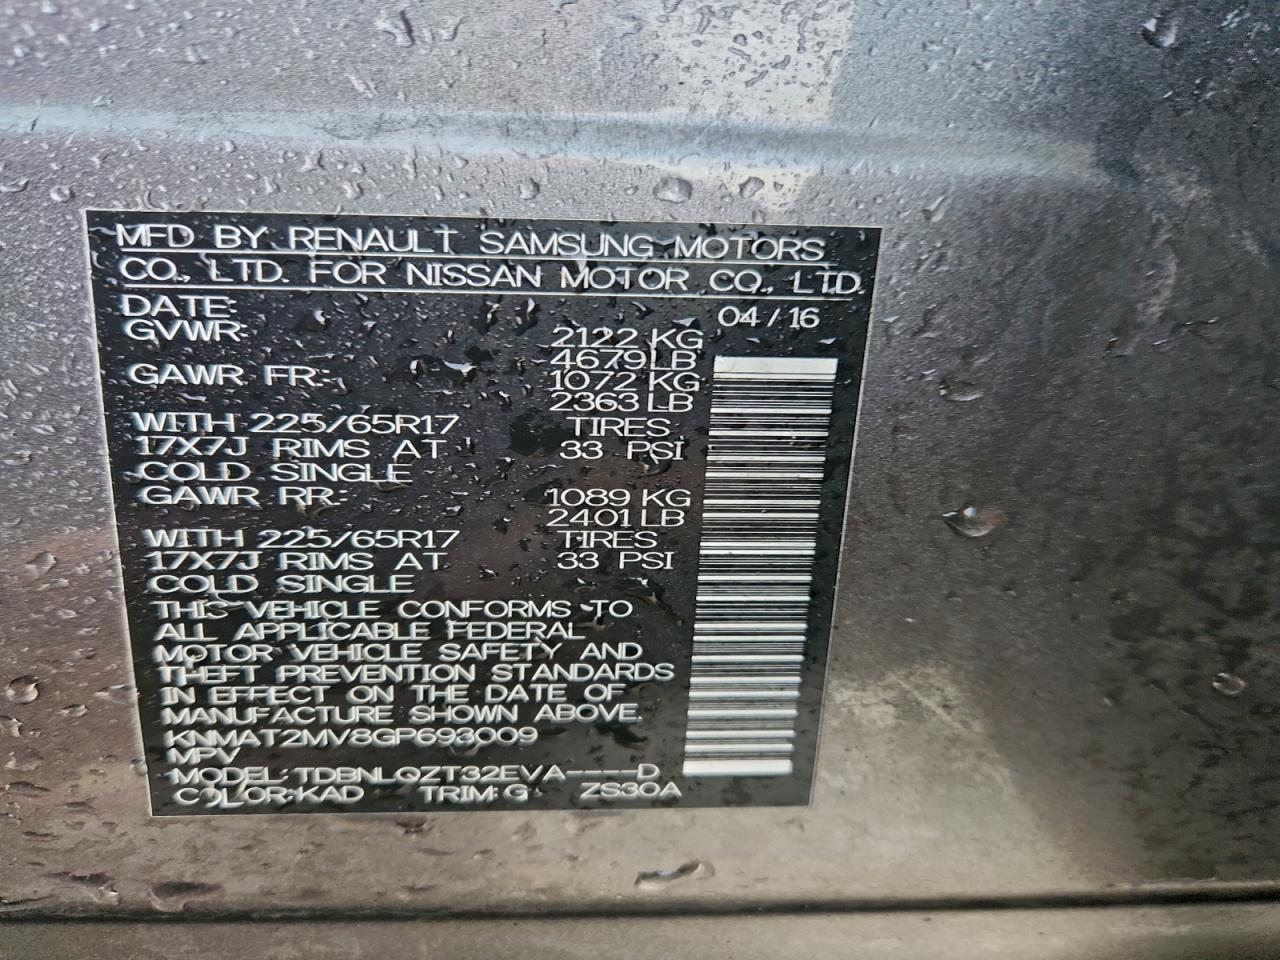 MFD BY RENAULT SAMSUNG MOTORS
CO., LTD. FOR NISSAN MOTOR CO., LTD.
DATE: 04/16
GVWR: 2122 KG
4679 LB
GAWR FR: 1072 KG
2363 LB
WITH 225/65R17 TIRES,
17X7J RIMS AT 33 PSI
COLD SINGLE
GAWR RR: 1089 KG
2401 LB
WITH 225/65R17 TIRES
17X7J RIMS AT 33 PSI
COLD SINGLE
THIS VEHICLE CONFORMS TO
ALL APPLICABLE FEDERAL
MOTOR VEHICLE SAFETY AND
THEFT PREVENTION STANDARDS
IN EFFECT ON THE DATE OF
MANUFACTURE SHOWN ABOVE.
KNMAT2MV8GP693009
MPV
MODEL: TDBNLQZT32EVA----D
COLOR: KAD TRIM: G ZS30A